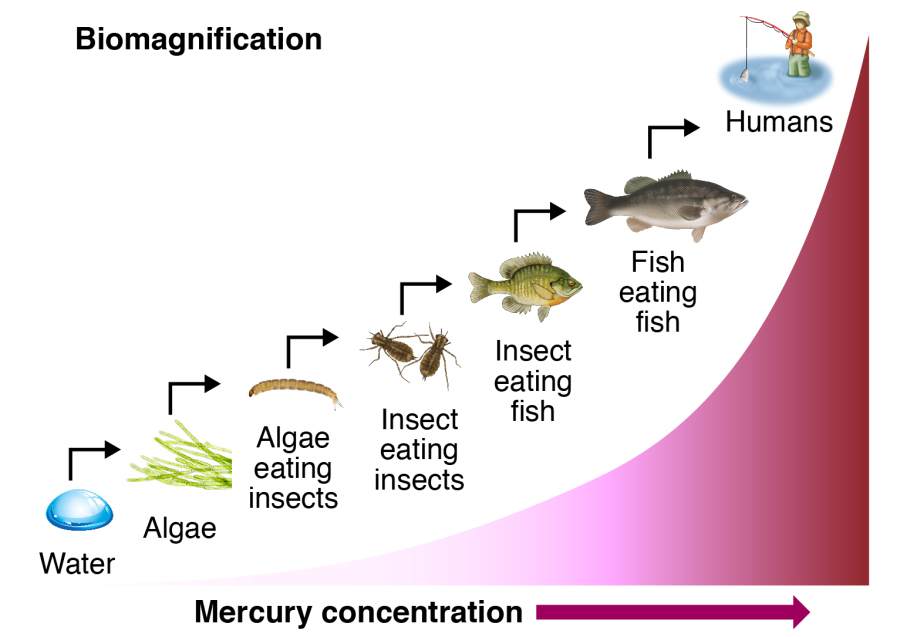 Biomagnification
Humans
Fish
eating
fish
Insect
eating
fish
Insect
eating
insects
Algae
eating
insects
Algae
Water
Mercury concentration